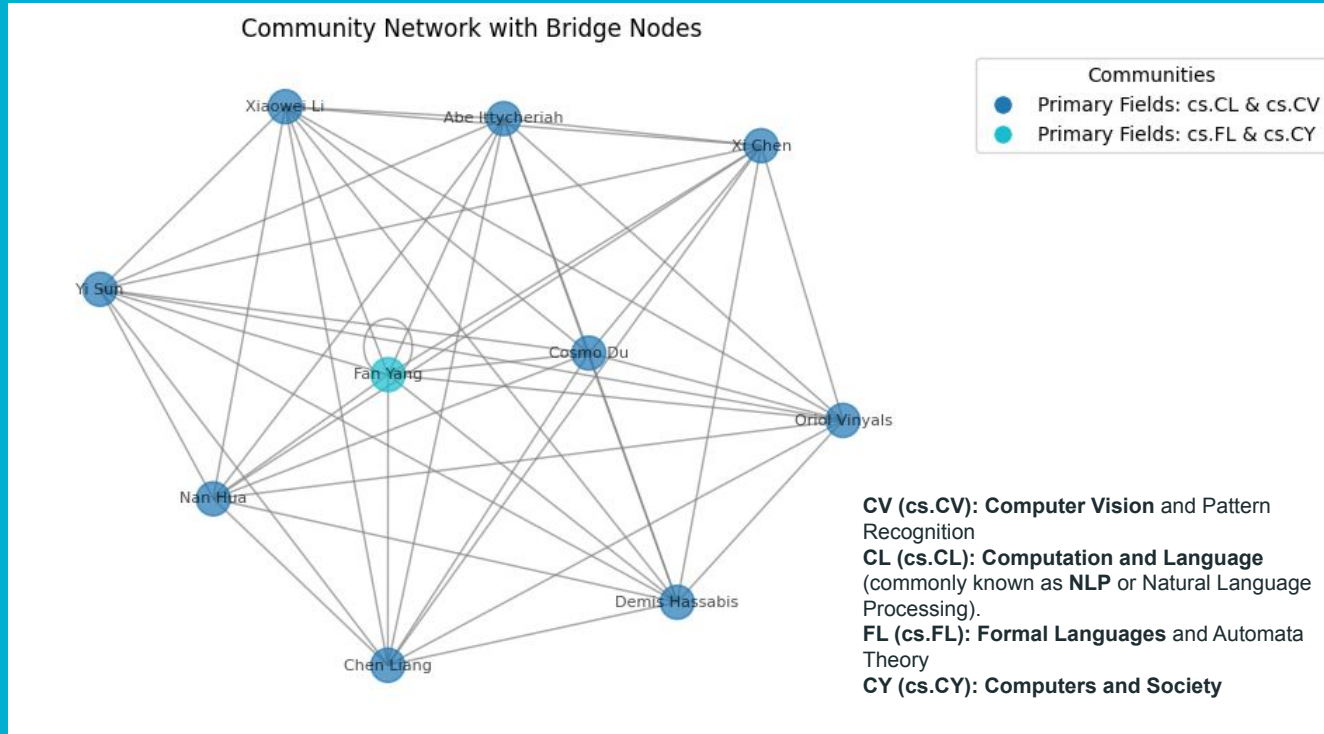 Community Network with Bridge Nodes
Communities
Primary Fields: cs.CL & cs.CV
Primary Fields: cs.FL & cs.CY
Xiaowei Li
Abe Ittycheriah
Xi Chen
Yi Sun
Cosmo Du
Fan Yang
Oriol Vinyals
Nan Hua
Demis Hassabis
Chen Liang
CV (cs.CV): Computer Vision and Pattern
Recognition
CL (cs.CL): Computation and Language
(commonly known as NLP or Natural Language
Processing).
FL (cs.FL): Formal Languages and Automata
Theory
CY (cs.CY): Computers and Society